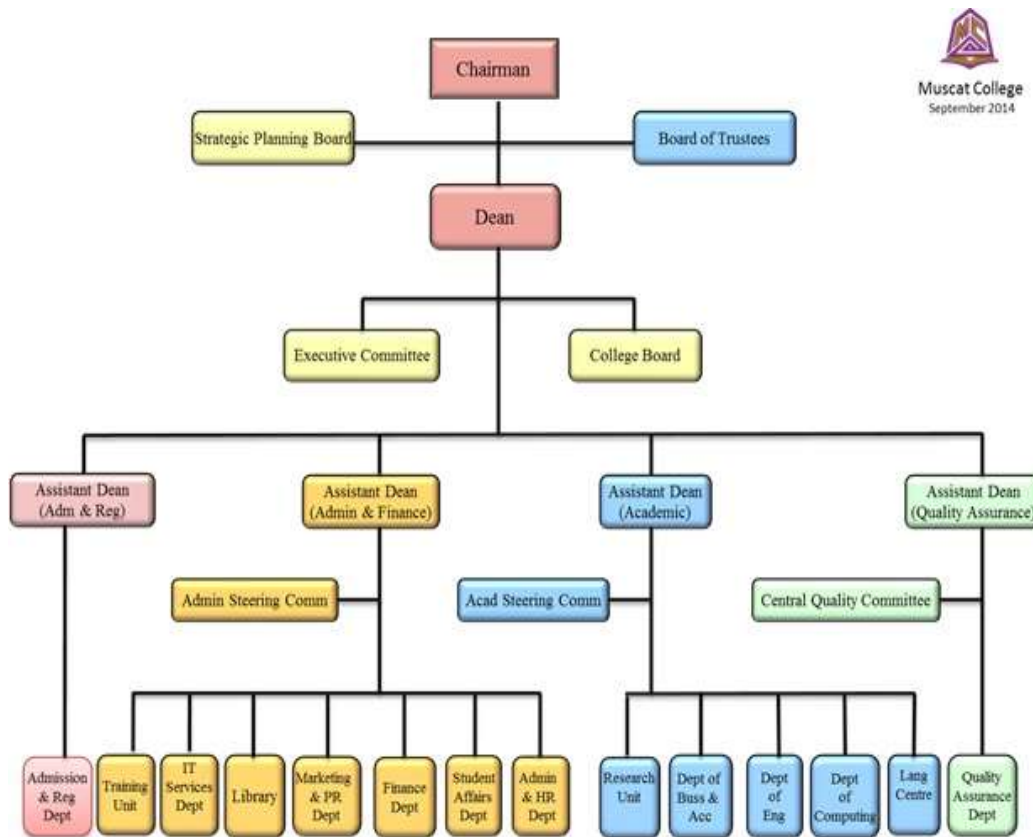 Chairman
Muscat College
September 2014
Strategic Planning Board
Board of Trustees
Dean
Executive Committee
College Board
Assistant Dean
(Adm & Reg)
Assistant Dean
(Admin & Finance)
Assistant Dean
(Academic)
Assistant Dean
(Quality Assurance)
Admin Steering Comm
Acad Steering Comm
Central Quality Committee
Admission
& Reg
Dept
Training
Unit
IT
Services
Dept
Library
Marketing
& PR
Dept
Finance
Dept
Student
Affairs
Dept
Admin
& HR
Dept
Research
Unit
Dept of
Buss &
Acc
Dept
of
Eng
Dept
of
Computing
Lang
Centre
Quality
Assurance
Dept